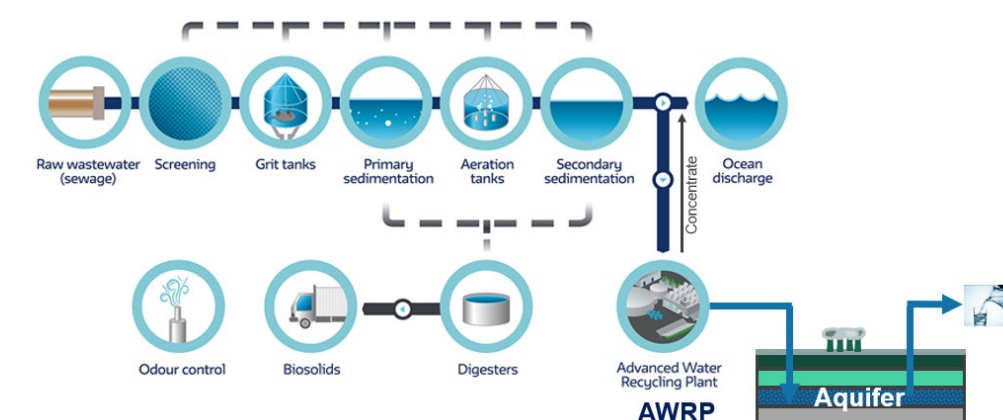 Raw wastewater
(sewage)
Screening
Grit tanks
Primary
sedimentation
Aeration
tanks
Secondary
sedimentation
Ocean
discharge
Concentrate
Odour control
Biosolids
Digesters
Advanced Water
Recycling Plant
AWRP
Aquifer